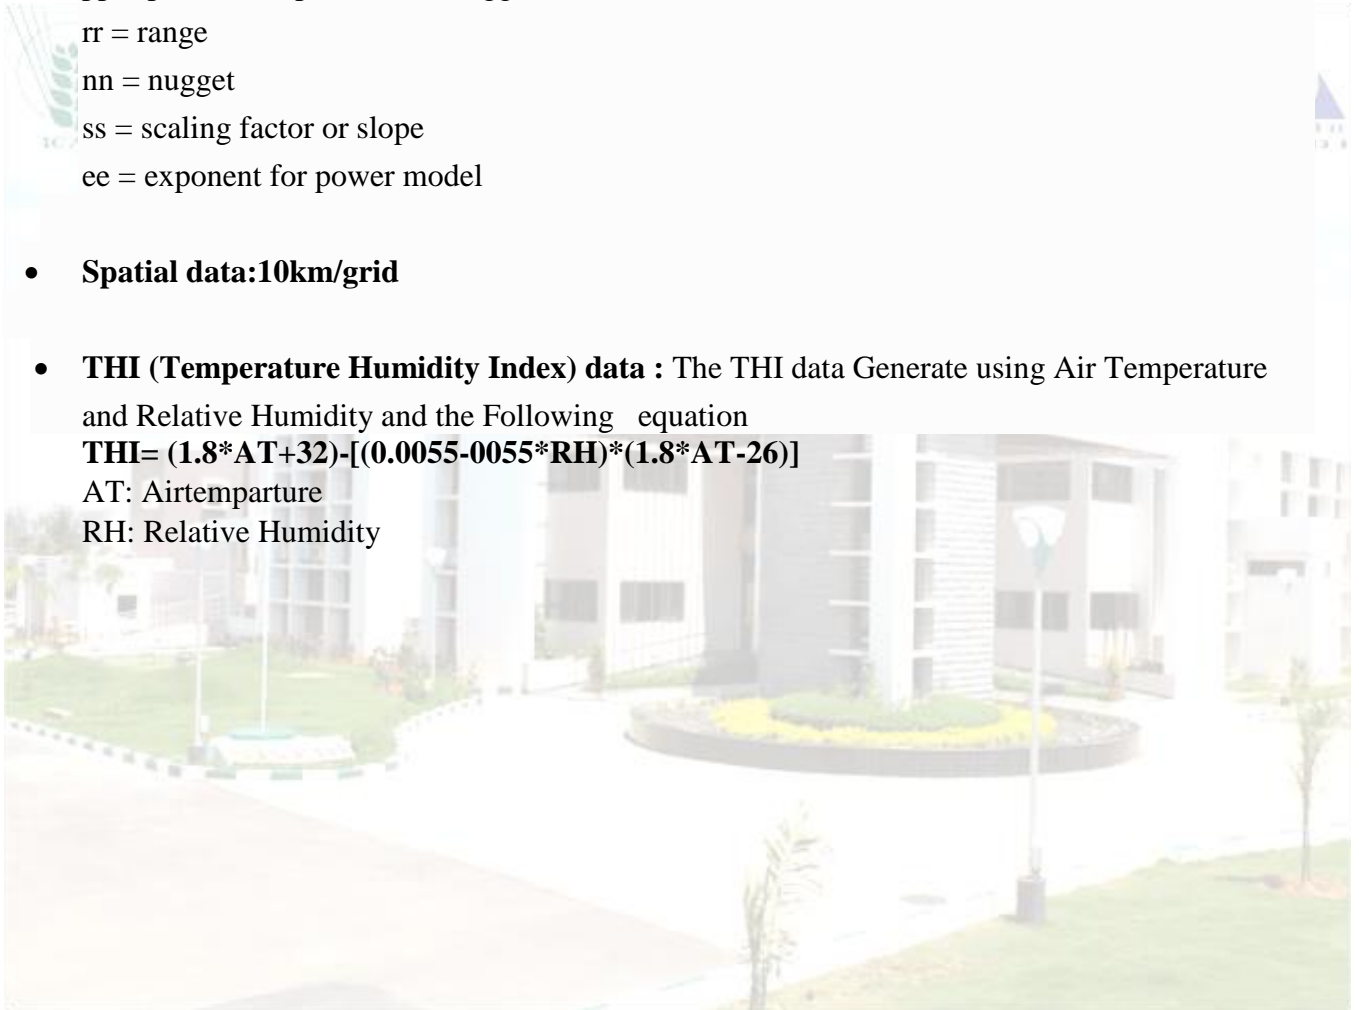 rr = range
nn = nugget
ss = scaling factor or slope
ee = exponent for power model
• Spatial data:10km/grid
• THI (Temperature Humidity Index) data : The THI data Generate using Air Temperature
and Relative Humidity and the Following equation
THI= (1.8*AT+32)-[(0.0055-0055*RH)*(1.8*AT-26)]
AT: Airtemparture
RH: Relative Humidity